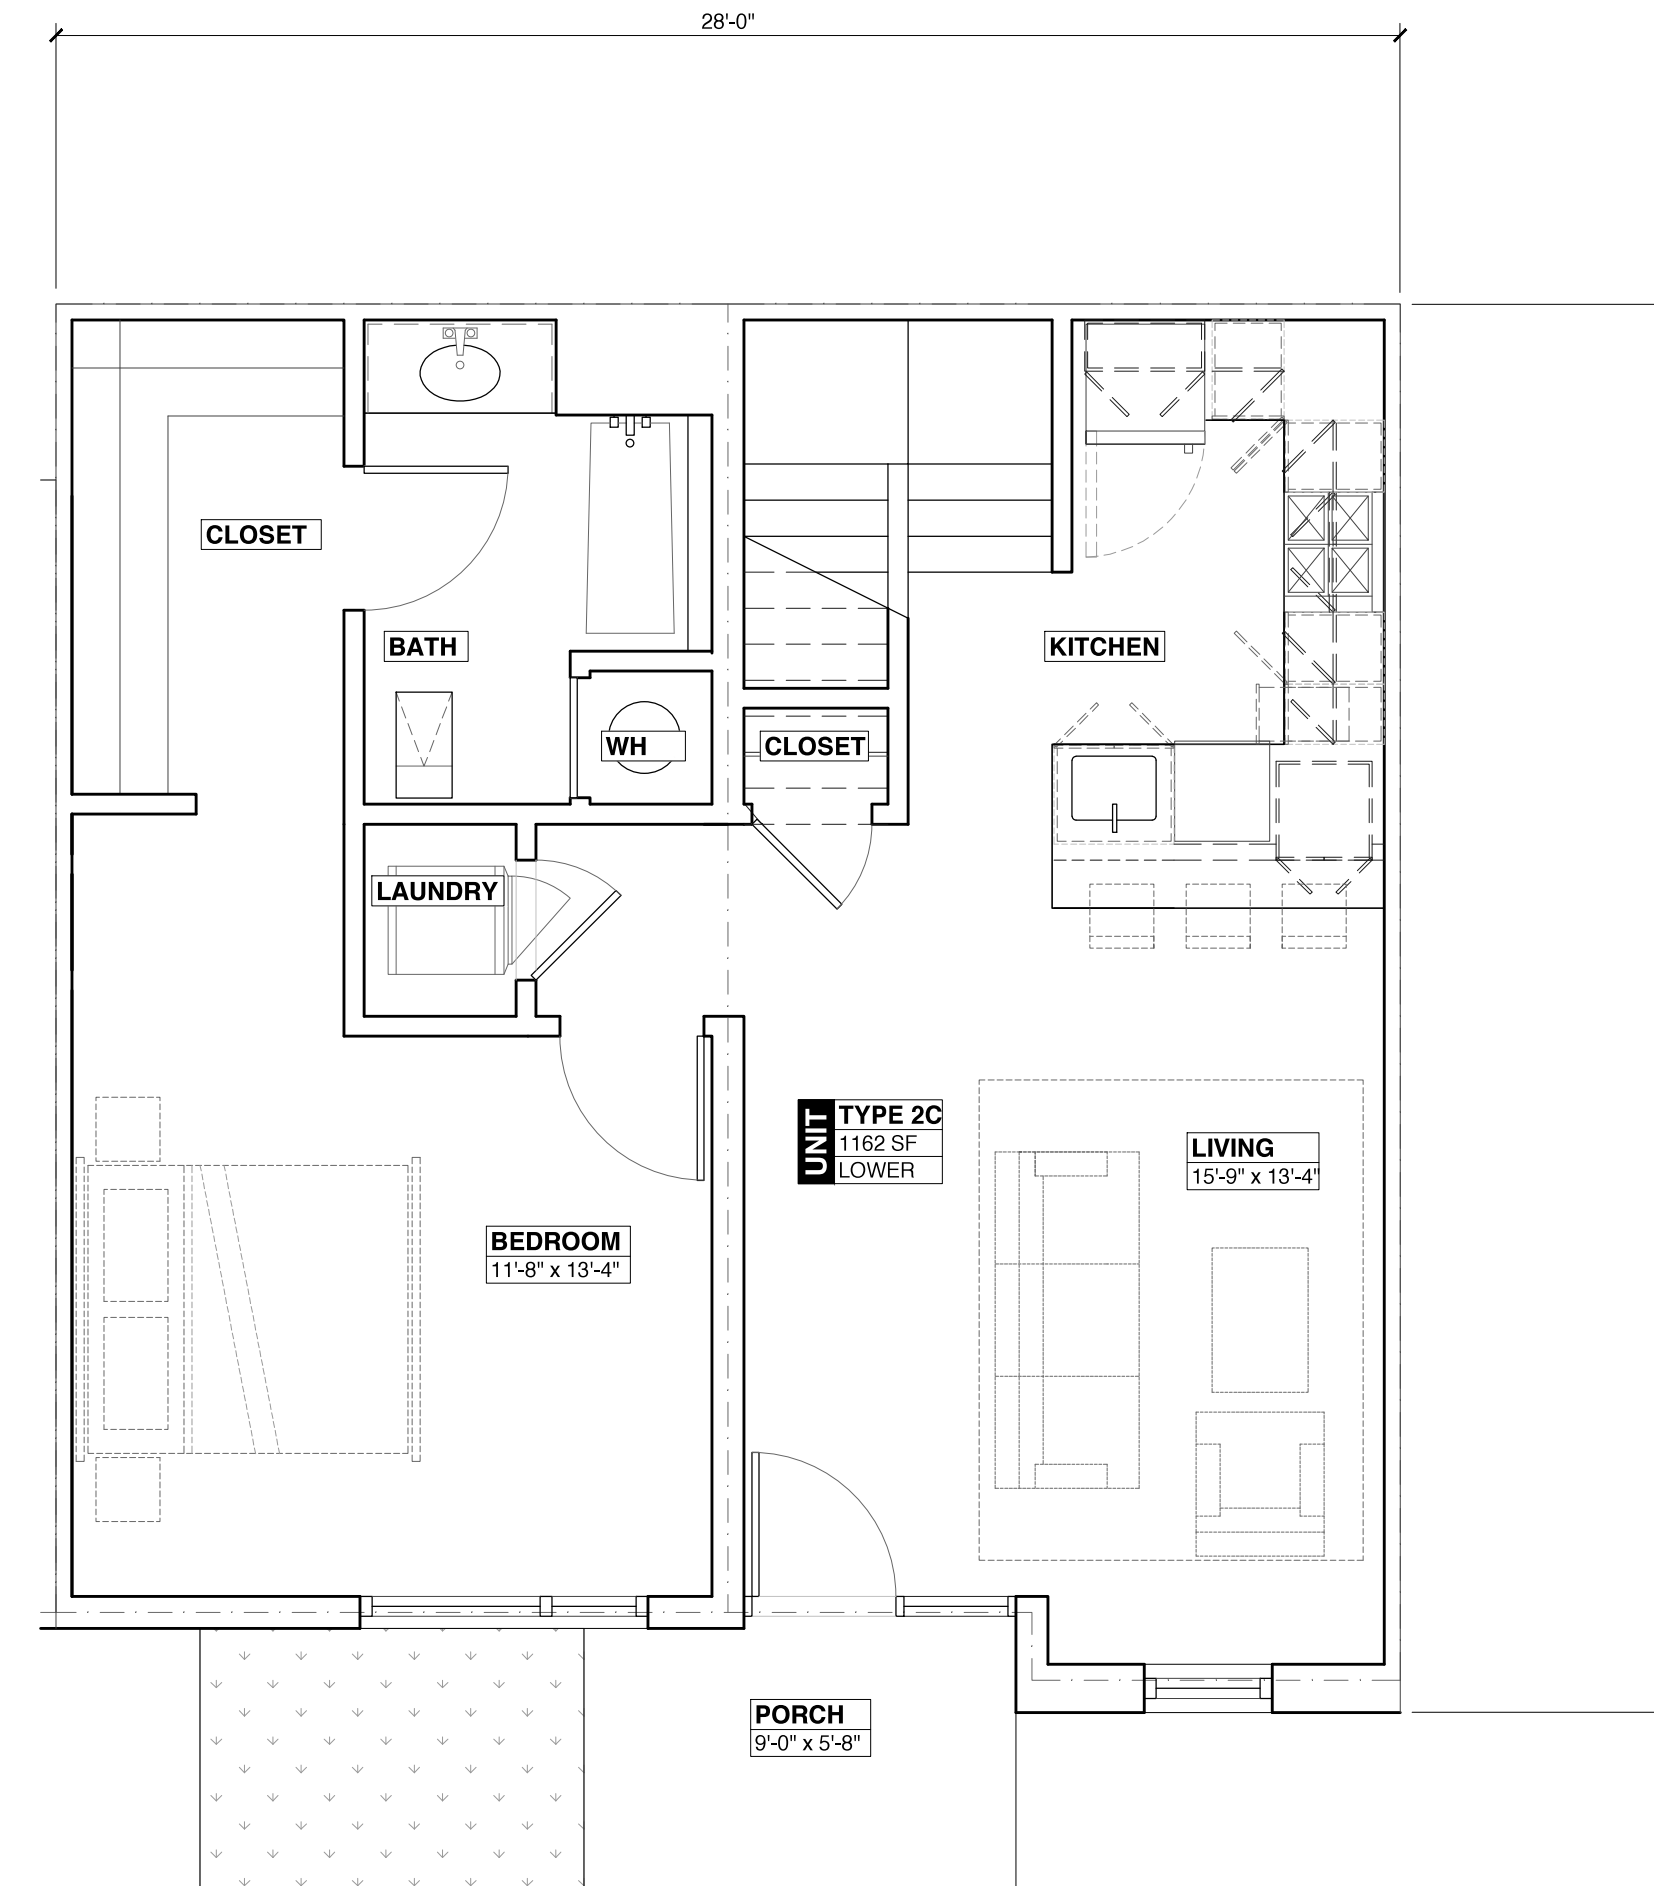 28'-0"
CLOSET
BATH
KITCHEN
WH
CLOSET
LAUNDRY
UNIT
TYPE 2C
1162 SF
LOWER
LIVING
15'-9" x 13'-4"
BEDROOM
11'-8" x 13'-4"
PORCH
9'-0" x 5'-8"